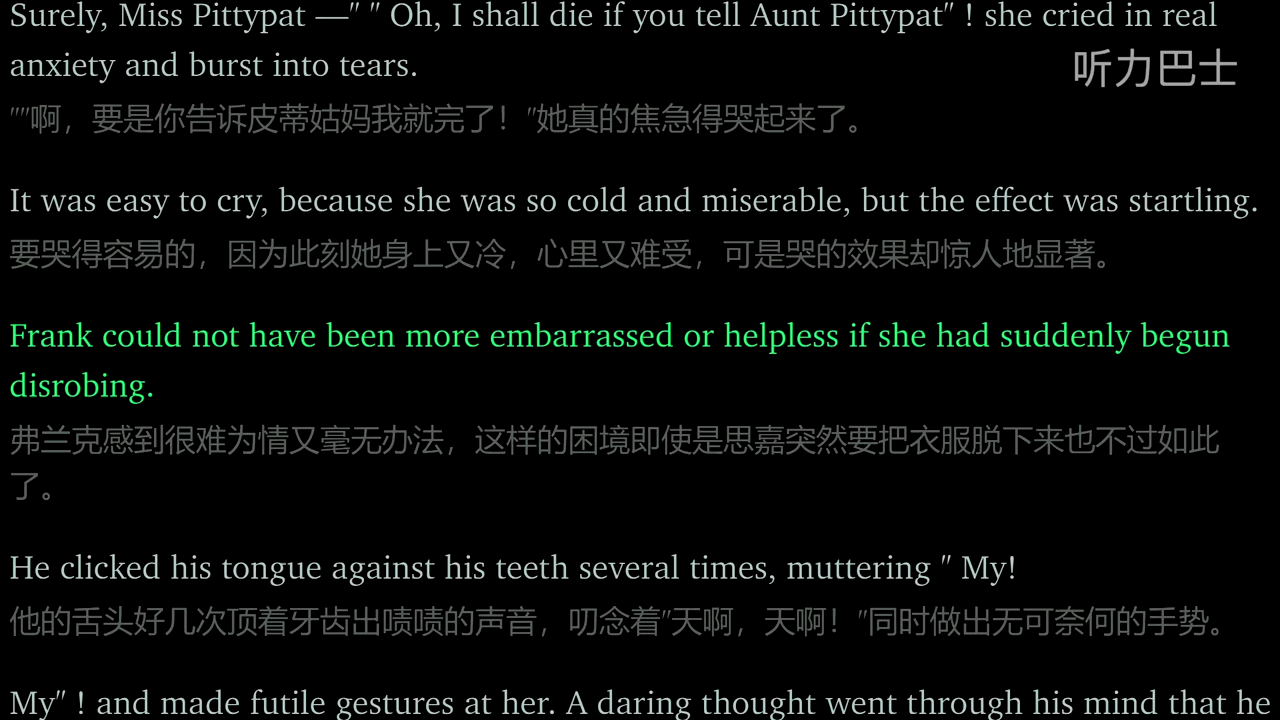 Surely, Miss Pittypat —" " Oh, I shall die if you tell Aunt Pittypat" ! she cried in real
anxiety and burst into tears.
听力巴士
""啊，要是你告诉皮蒂姑妈我就完了！"她真的焦急得哭起来了。
It was easy to cry, because she was so cold and miserable, but the effect was startling.
要哭得容易的，因为此刻她身上又冷，心里又难受，可是哭的效果却惊人地显著。
Frank could not have been more embarrassed or helpless if she had suddenly begun
disrobing.
弗兰克感到很难为情又毫无办法，这样的困境即使是思嘉突然要把衣服脱下来也不过如此
了。
He clicked his tongue against his teeth several times, muttering " My!
他的舌头好几次顶着牙齿出啧啧的声音，叨念着"天啊，天啊！"同时做出无可奈何的手势。
My" ! and made futile gestures at her. A daring thought went through his mind that he